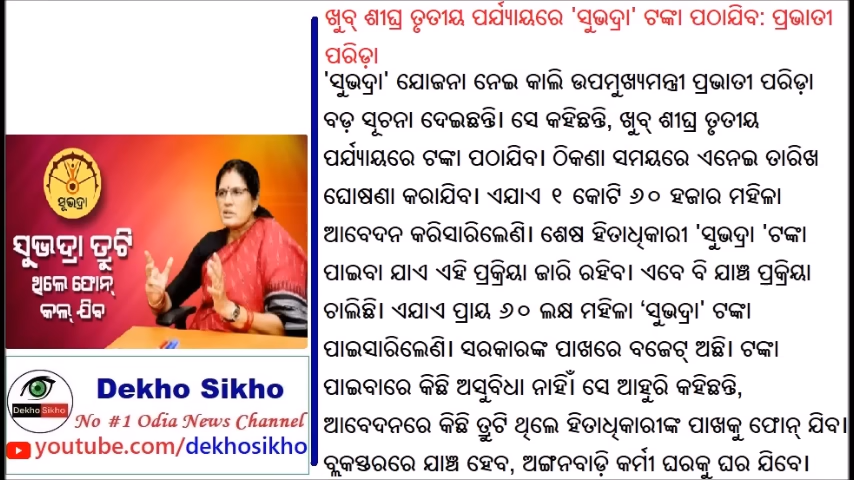 ଖୁବ୍ ଶୀଘ୍ର ତୃତୀୟ ପର୍ଯ୍ୟାୟରେ 'ସୁଭଦ୍ରା' ଟଙ୍କା ପଠାଯିବ: ପ୍ରଭାତୀ
ପରିଡ଼ା
'ସୁଭଦ୍ରା' ଯୋଜନା ନେଇ କାଲି ଉପମୁଖ୍ୟମନ୍ତ୍ରୀ ପ୍ରଭାତୀ ପରିଡ଼ା
ବଡ଼ ସୂଚନା ଦେଇଛନ୍ତି। ସେ କହିଛନ୍ତି, ଖୁବ୍ ଶୀଘ୍ର ତୃତୀୟ
ପର୍ଯ୍ୟାୟରେ ଟଙ୍କା ପଠାଯିବ। ଠିକଣା ସମୟରେ ଏନେଇ ତାରିଖ
ଘୋଷଣା କରାଯିବ। ଏଯାଏ ୧ କୋଟି ୬୦ ହଜାର ମହିଳା
ଆବେଦନ କରିସାରିଲେଣି। ଶେଷ ହିତାଧିକାରୀ 'ସୁଭଦ୍ରା 'ଟଙ୍କା
ପାଇବା ଯାଏ ଏହି ପ୍ରକ୍ରିୟା ଜାରି ରହିବ। ଏବେ ବି ଯାଞ୍ଚ ପ୍ରକ୍ରିୟା
ଚାଲିଛି। ଏଯାଏ ପ୍ରାୟ ୬୦ ଲକ୍ଷ ମହିଳା ‘ସୁଭଦ୍ରା' ଟଙ୍କା
ପାଇସାରିଲେଣି। ସରକାରଙ୍କ ପାଖରେ ବଜେଟ୍ ଅଛି। ଟଙ୍କା
ପାଇବାରେ କିଛି ଅସୁବିଧା ନାହିଁ। ସେ ଆହୁରି କହିଛନ୍ତି,
ଆବେଦନରେ କିଛି ତ୍ରୁଟି ଥିଲେ ହିତାଧିକାରୀଙ୍କ ପାଖକୁ ଫୋନ୍ ଯିବ।
ବ୍ଲକସ୍ତରରେ ଯାଞ୍ଚ ହେବ, ଅଙ୍ଗନବାଡ଼ି କର୍ମୀ ଘରକୁ ଘର ଯିବେ।
ସୁଭଦ୍ରା
ସୁଭଦ୍ରା ତ୍ରୁଟି
ଥିଲେ ଫୋନ୍
କଲ୍ ଯିବ
Dekho Sikho
Dekho Sikho
No #1 Odia News Channel
youtube.com/dekhosikho